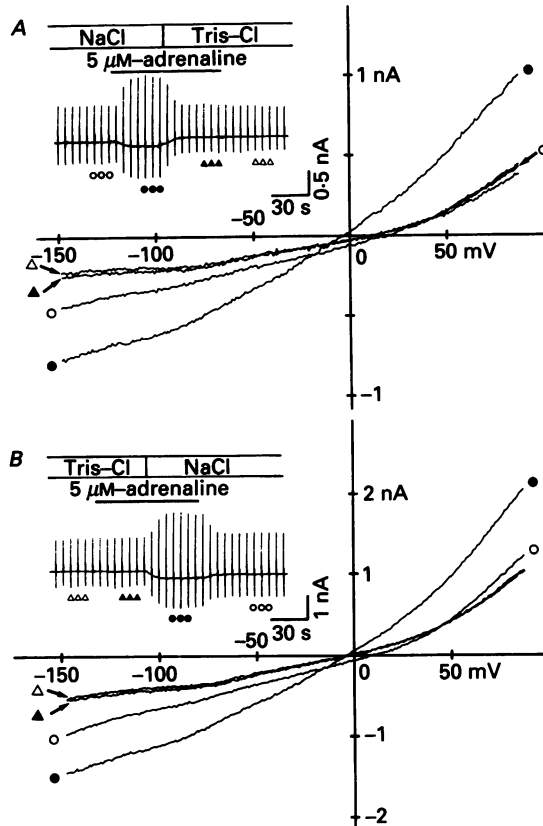 A
NaCl Tris–Cl
5 μM–adrenaline
30 s
0·5 nA
1 nA
−150 −100 −50 0 50 mV
−1
B
Tris–Cl NaCl
5 μM–adrenaline
30 s
1 nA
2 nA
1
−150 −100 −50 0 50 mV
−1
−2